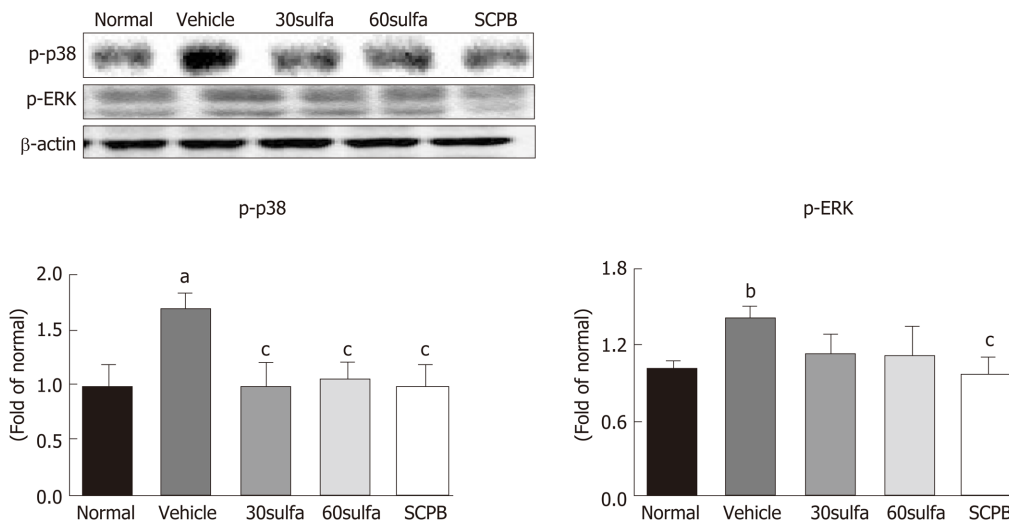 Normal Vehicle 30sulfa 60sulfa SCPB
p-p38
p-ERK
β-actin
p-p38
(Fold of normal)
2.0
1.5
1.0
0.5
0.0
a
c
c
c
Normal Vehicle 30sulfa 60sulfa SCPB
p-ERK
(Fold of normal)
1.8
1.2
0.6
0.0
b
c
Normal Vehicle 30sulfa 60sulfa SCPB